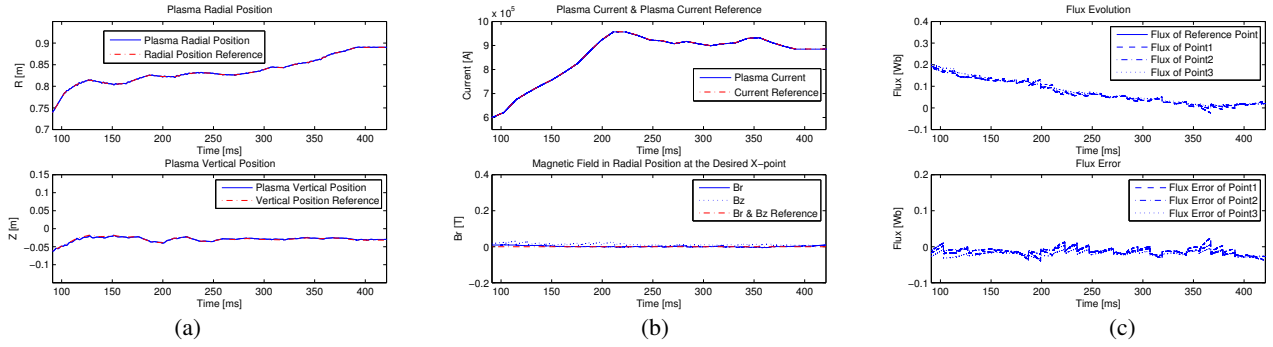 Plasma Radial Position
R [m]
0.9
0.85
0.8
0.75
0.7
Plasma Radial Position
Radial Position Reference
100 150 200 250 300 350 400
Time [ms]
Plasma Vertical Position
Z [m]
0.15
0.1
0.05
0
−0.05
−0.1
Plasma Vertical Position
Vertical Position Reference
100 150 200 250 300 350 400
Time [ms]
(a)
Plasma Current & Plasma Current Reference
x 10⁵
Current [A]
10
9
8
7
6
5
Plasma Current
Current Reference
100 150 200 250 300 350 400
Time [ms]
Magnetic Field in Radial Position at the Desired X−point
Br [T]
0.4
0.2
0
−0.2
Br
Bz
Br & Bz Reference
100 150 200 250 300 350 400
Time [ms]
(b)
Flux Evolution
Flux [Wb]
0.4
0.3
0.2
0.1
0
−0.1
Flux of Reference Point
Flux of Point1
Flux of Point2
Flux of Point3
100 150 200 250 300 350 400
Time [ms]
Flux Error
Flux [Wb]
0.2
0.1
0
−0.1
Flux Error of Point1
Flux Error of Point2
Flux Error of Point3
100 150 200 250 300 350 400
Time [ms]
(c)